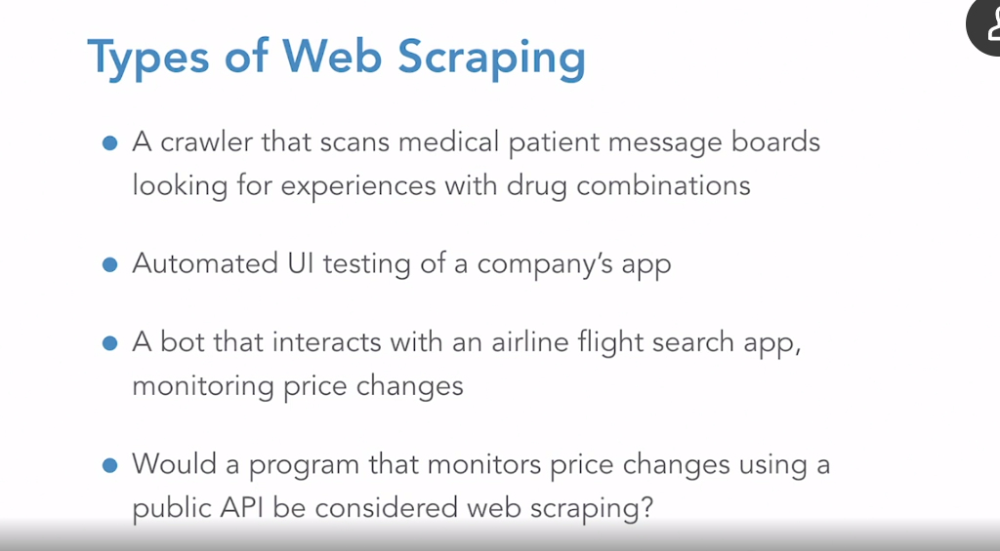 Types of Web Scraping
A crawler that scans medical patient message boards
looking for experiences with drug combinations
Automated UI testing of a company’s app
A bot that interacts with an airline flight search app,
monitoring price changes
Would a program that monitors price changes using a
public API be considered web scraping?